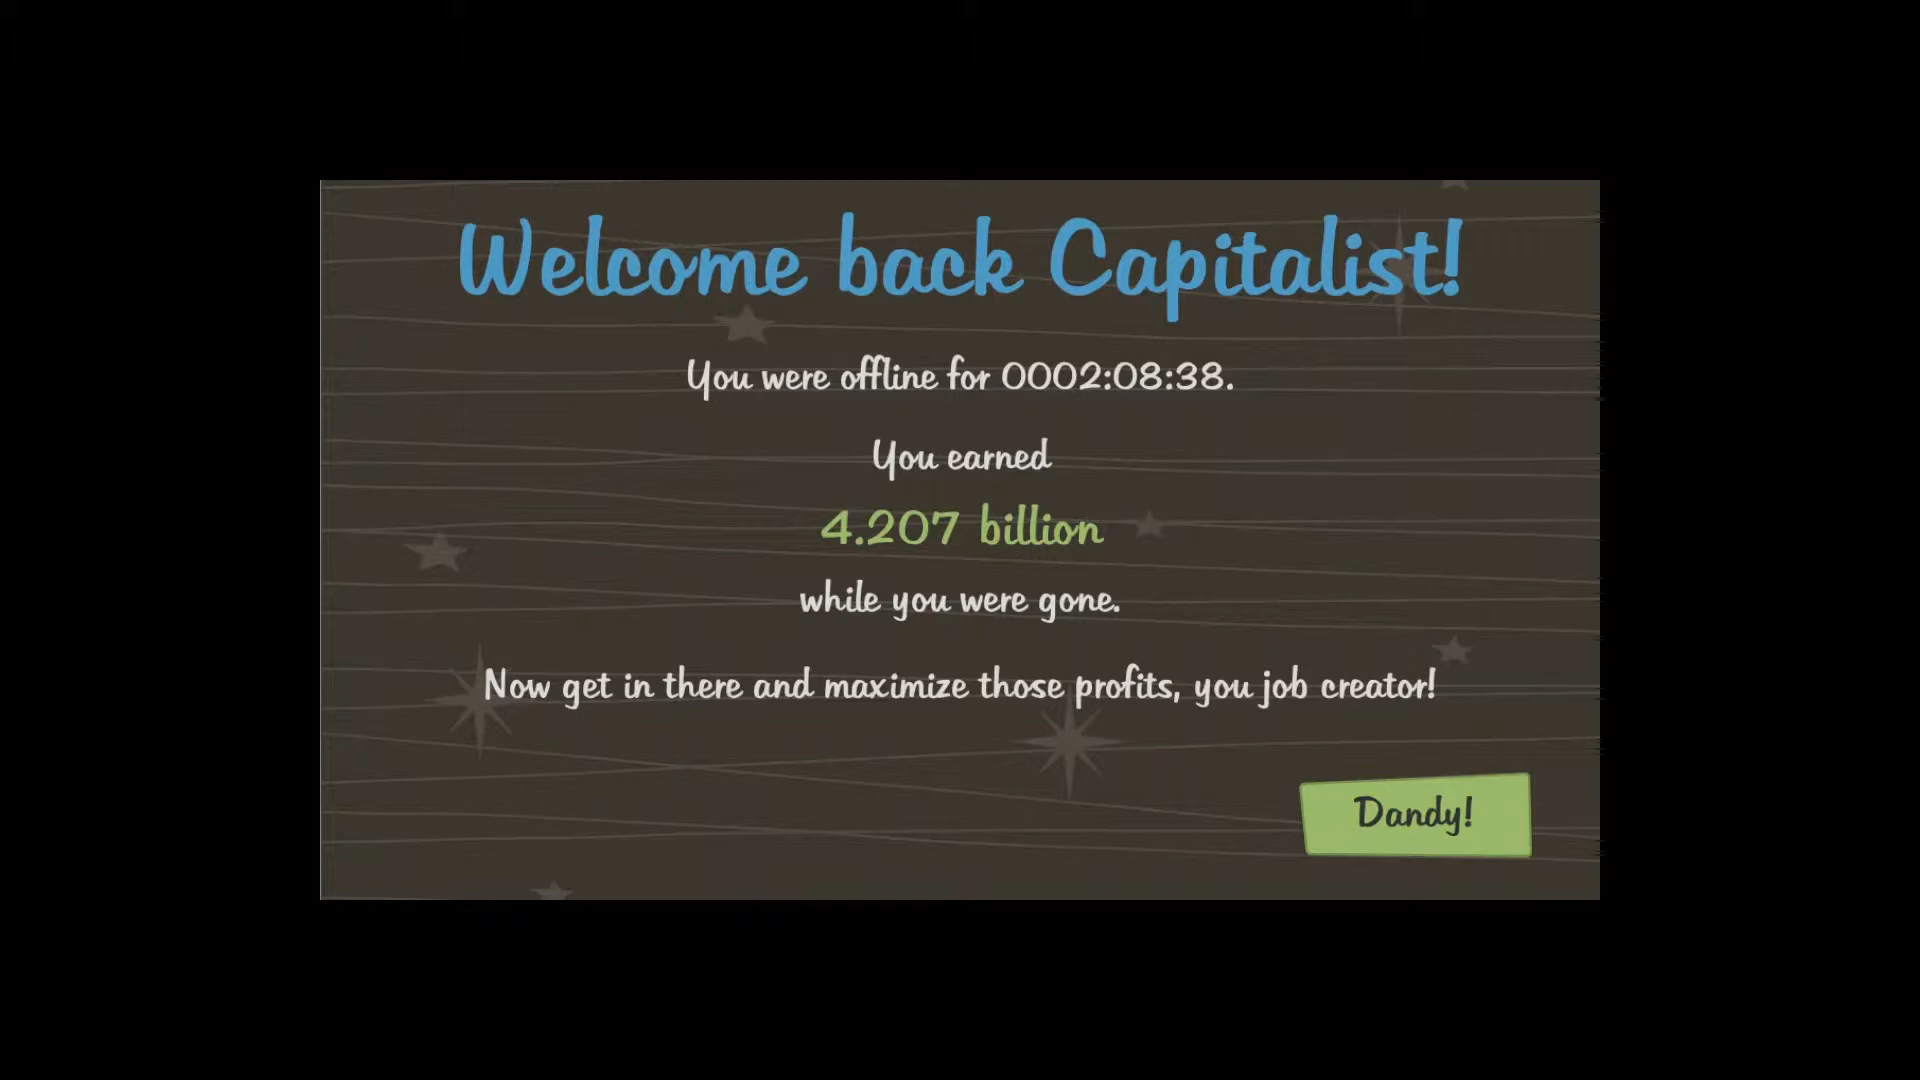 Welcome back Capitalist!
You were offline for 0002:08:38.
You earned
4.207 billion
while you were gone.
Now get in there and maximize those profits, you job creator!
Dandy!